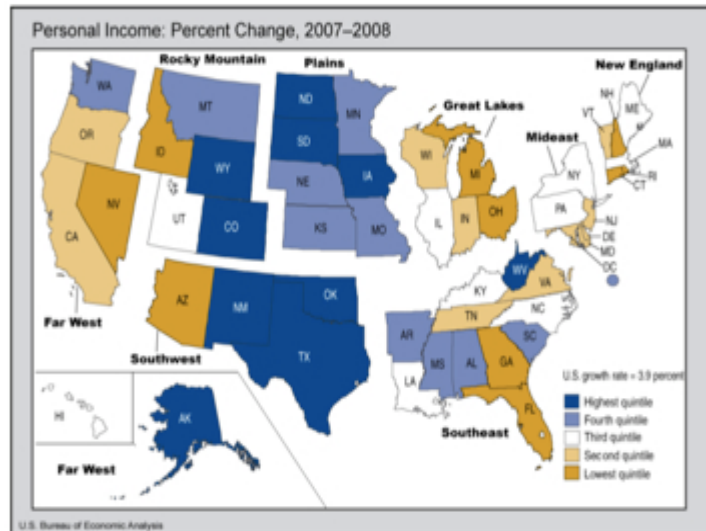 Personal Income: Percent Change, 2007–2008
Rocky Mountain
Plains
New England
Great Lakes
Mideast
WA
MT
ND
MN
OR
ID
SD
WI
WY
NE
IA
MI
NV
UT
CO
KS
MO
IL
IN
OH
CA
NH
VT
ME
MA
NY
RI
CT
PA
NJ
DE
MD
DC
WV
VA
KY
NC
TN
AZ
NM
OK
AR
SC
TX
MS
AL
GA
LA
FL
Far West
Southwest
Southeast
HI
AK
Far West
U.S. growth rate = 3.9 percent
Highest quintile
Fourth quintile
Third quintile
Second quintile
Lowest quintile
U.S. Bureau of Economic Analysis